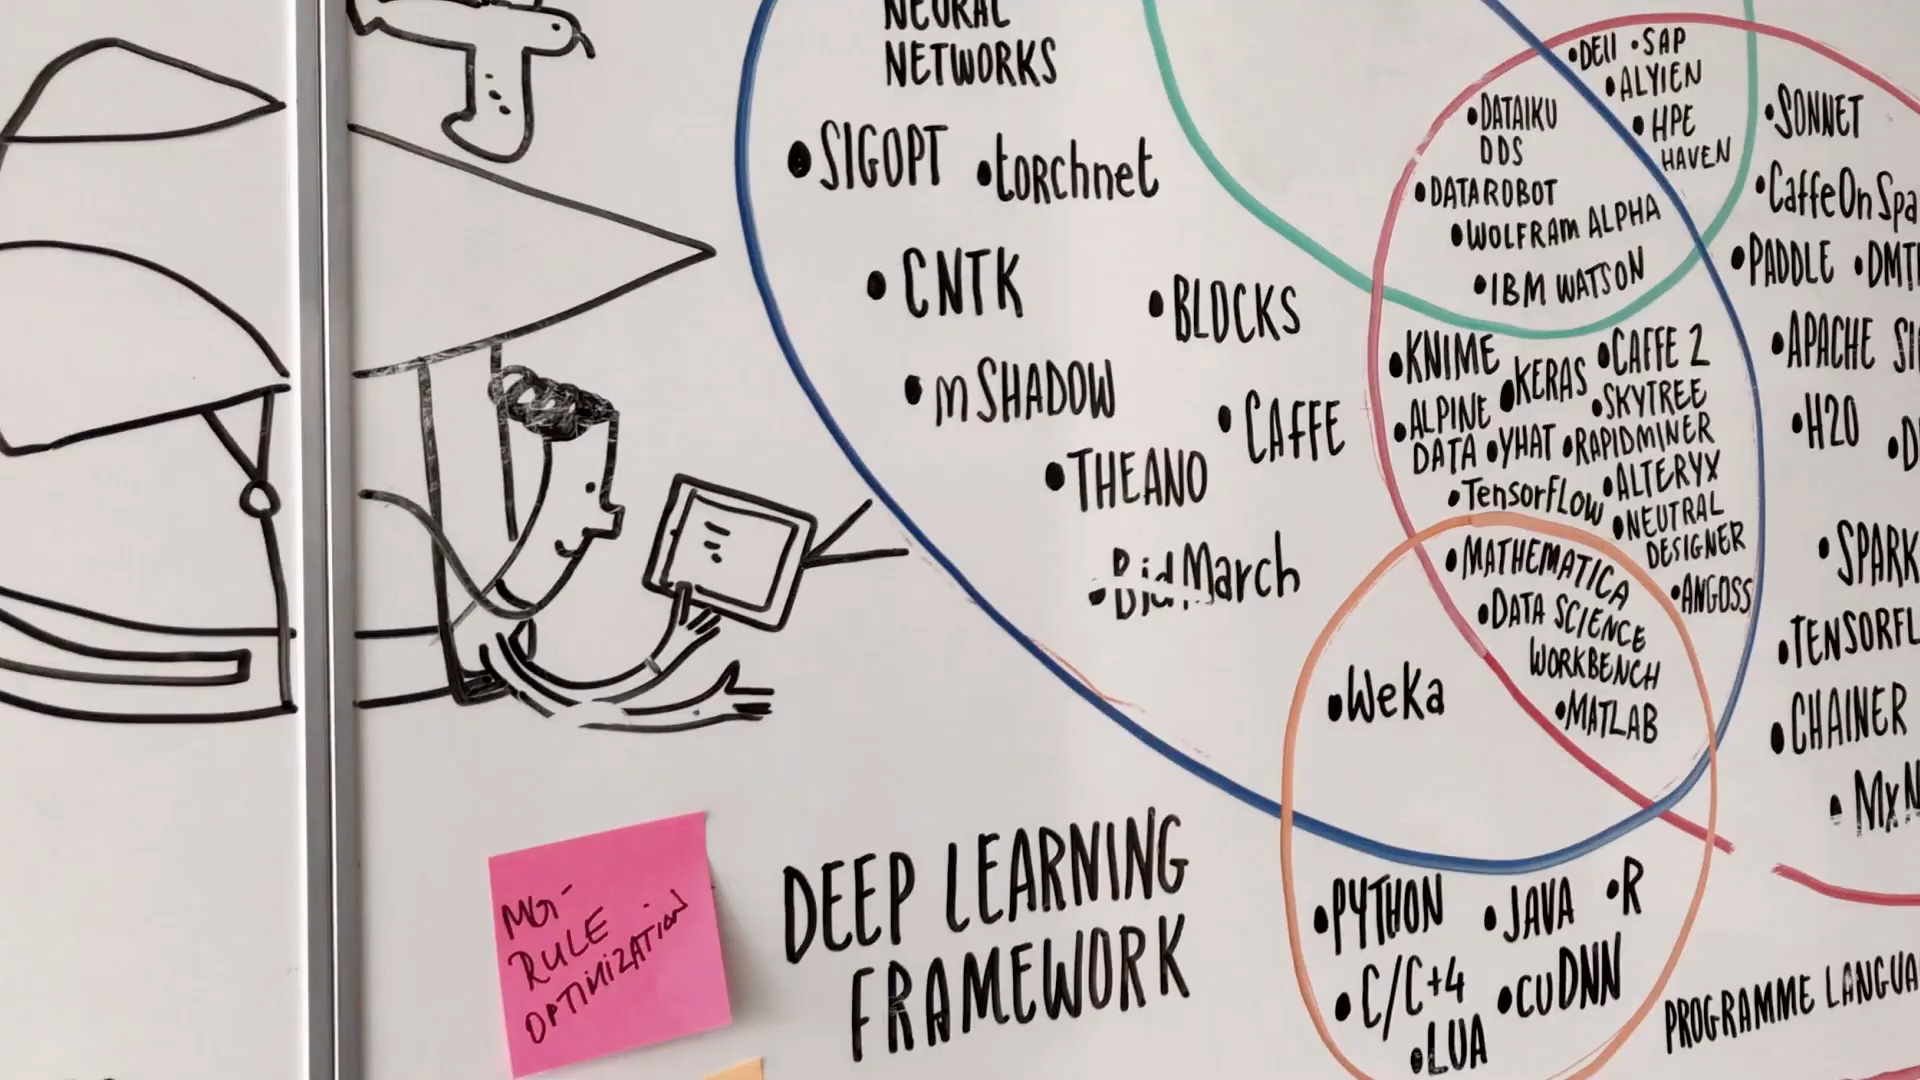 NEURAL
NETWORKS
• SIGOPT
• torchnet
• CNTK
• BLOCKS
• mSHADOW
• CAFFE
• THEANO
• BidMarch
• DELL • SAP
• ALYIEN
• HPE
HAVEN
• DATAIKU
DDS
• DATAROBOT
• WOLFRAM ALPHA
• IBM WATSON
• KNIME
• KERAS
• CAFFE 2
• SKYTREE
• ALPINE
DATA • YHAT • RAPIDMINER
• ALTERYX
• TensorFlow
• NEUTRAL
DESIGNER
• ANGOSS
• MATHEMATICA
• DATA SCIENCE
WORKBENCH
• MATLAB
• WeKa
• PYTHON • JAVA • R
• C/C+4 • cuDNN
• LUA
• SONNET
• CaffeOnSpa
• PADDLE • DMT
• APACHE SI
• H2O
• SPARK
• TENSORFL
• CHAINER
• MxN
PROGRAMME LANGUA
DEEP LEARNING
FRAMEWORK
RULE
OPTIMIZATION